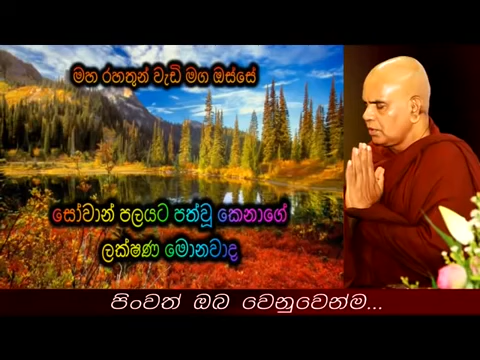 මහ රහතුන් වැඩි මග ඔස්සේ
සෝවාන් පලයට පත්වූ කෙනාගේ
ලක්ෂණ මොනවාද
පිංවත් ඔබ වෙනුවෙන්ම...